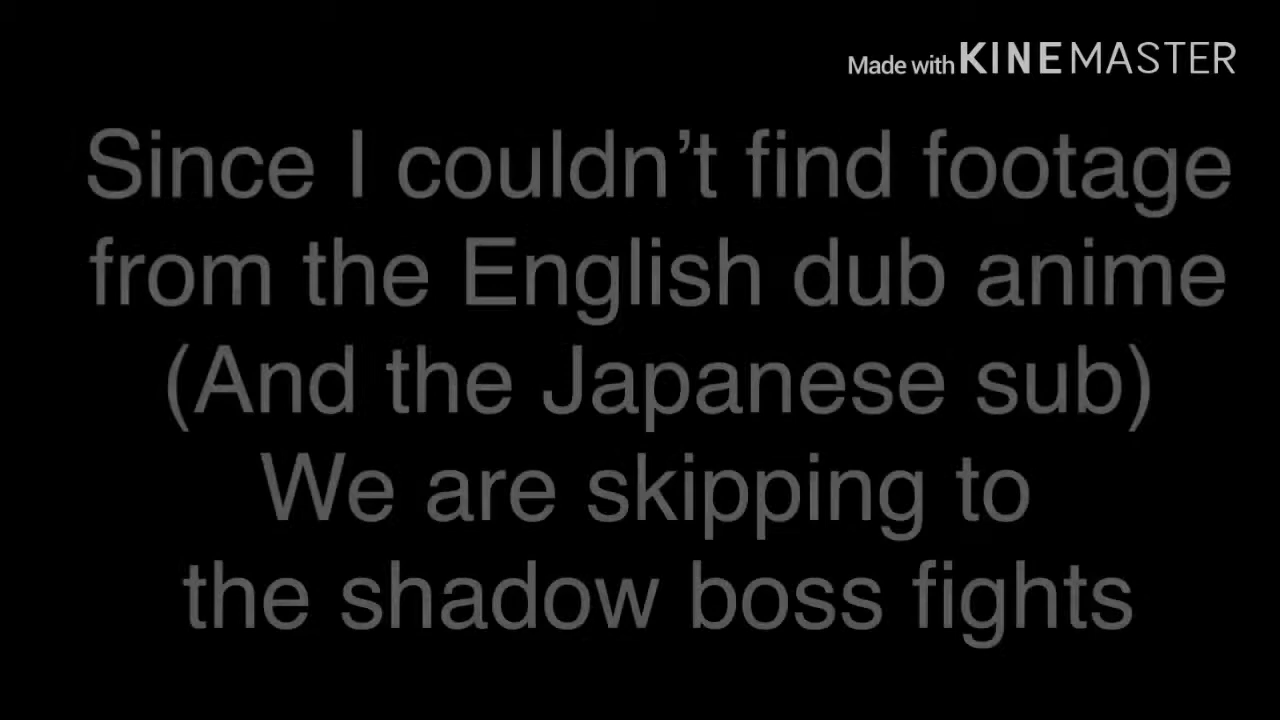 Made with KINEMASTER
Since I couldn’t find footage
from the English dub anime
(And the Japanese sub)
We are skipping to
the shadow boss fights